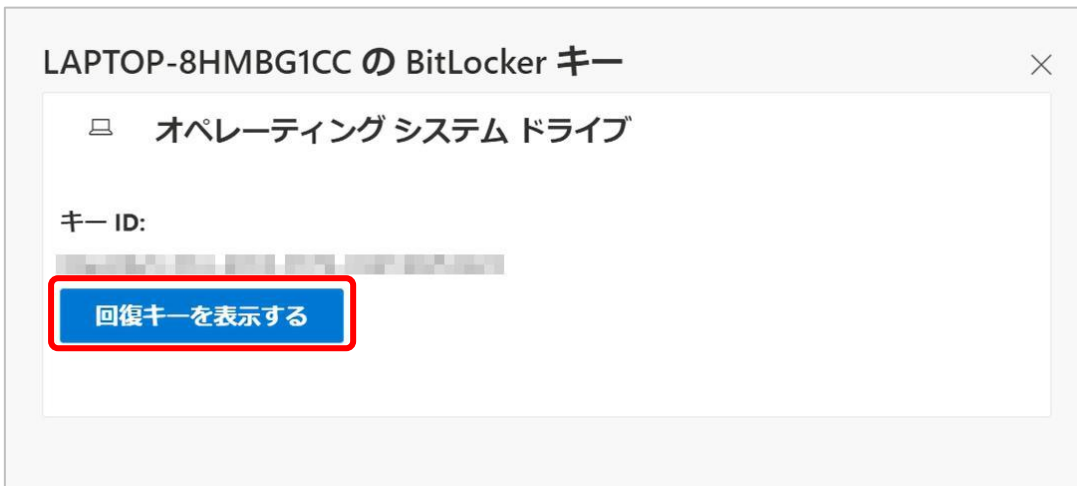 LAPTOP-8HMBG1CC の BitLocker キー
オペレーティング システム ドライブ
キー ID:
回復キーを表示する